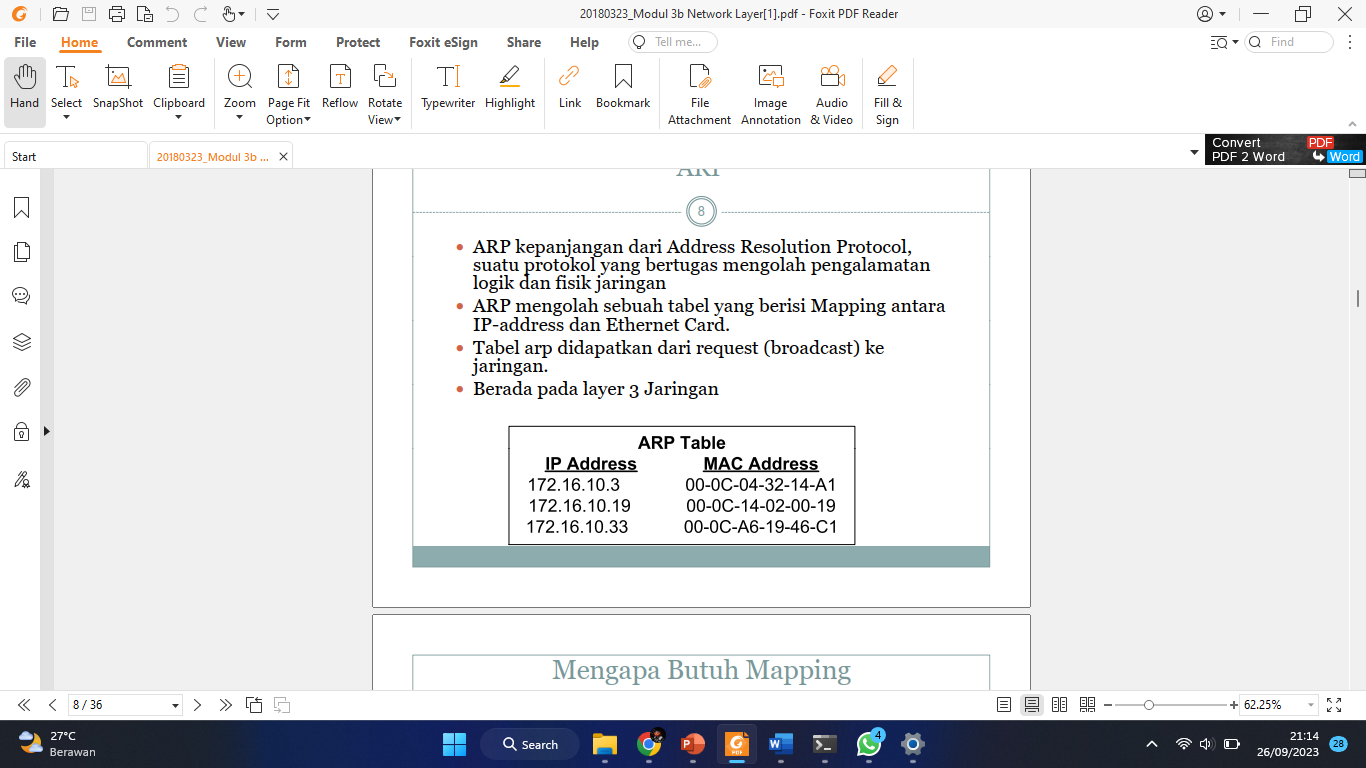 20180323_Modul 3b Network Layer[1].pdf - Foxit PDF Reader
File Home Comment View Form Protect Foxit eSign Share Help Tell me... Find
Hand
Select
SnapShot
Clipboard
Zoom
Page Fit
Option
Reflow
Rotate
View
Typewriter
Highlight
Link
Bookmark
File
Attachment
Image
Annotation
Audio
& Video
Fill &
Sign
Start
20180323_Modul 3b ...
Convert PDF
PDF 2 Word Word
ARP
8
ARP kepanjangan dari Address Resolution Protocol,
suatu protokol yang bertugas mengolah pengalamatan
logik dan fisik jaringan
ARP mengolah sebuah tabel yang berisi Mapping antara
IP-address dan Ethernet Card.
Tabel arp didapatkan dari request (broadcast) ke
jaringan.
Berada pada layer 3 Jaringan
ARP Table
IP Address MAC Address
172.16.10.3 00-0C-04-32-14-A1
172.16.10.19 00-0C-14-02-00-19
172.16.10.33 00-0C-A6-19-46-C1
Mengapa Butuh Mapping
8 / 36
62.25%
27°C
Berawan
Search
4
21:14
26/09/2023
28